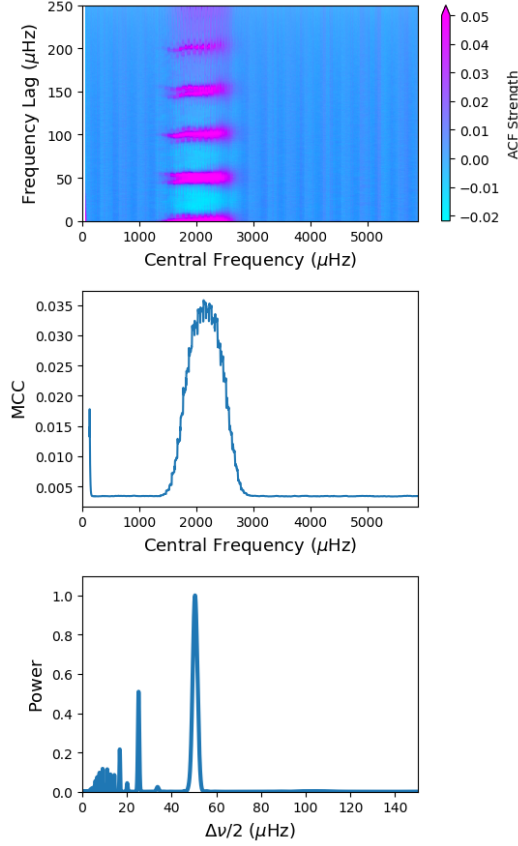 250
200
150
100
50
0
Frequency Lag (μHz)
0 1000 2000 3000 4000 5000
Central Frequency (μHz)
0.05
0.04
0.03
0.02
0.01
0.00
−0.01
−0.02
ACF Strength
0.035
0.030
0.025
0.020
0.015
0.010
0.005
MCC
0 1000 2000 3000 4000 5000
Central Frequency (μHz)
1.0
0.8
0.6
0.4
0.2
0.0
Power
0 20 40 60 80 100 120 140
Δν/2 (μHz)